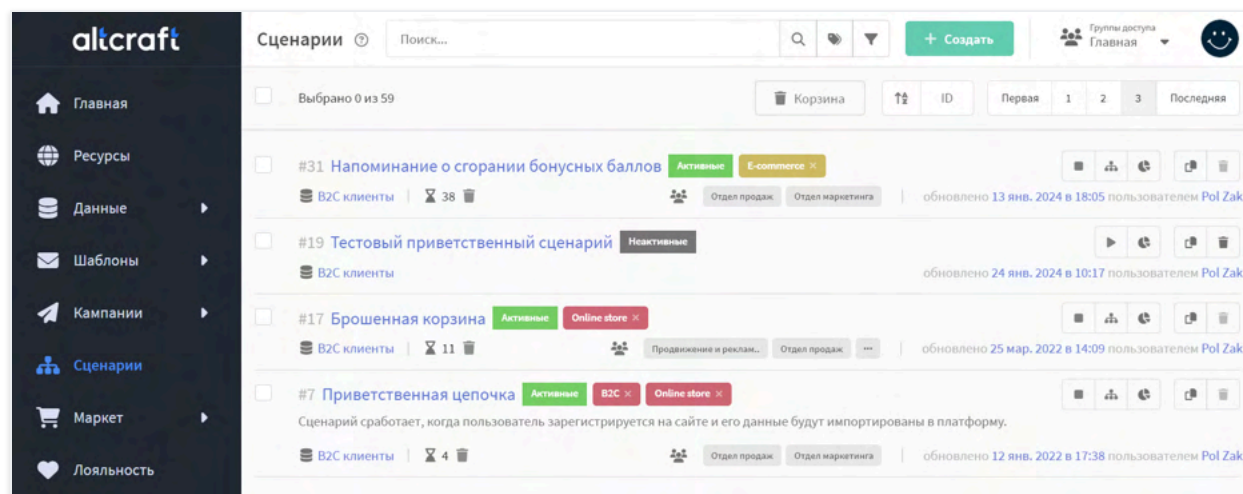 altcraft
Главная
Ресурсы
Данные
Шаблоны
Кампании
Сценарии
Маркет
Лояльность
Сценарии ? Поиск... + Создать Группы доступа
Главная
Выбрано 0 из 59 Корзина ID Первая 1 2 3 Последняя
#31 Напоминание о сгорании бонусных баллов Активные E-commerce ×
B2C клиенты | 38 Отдел продаж Отдел маркетинга | обновлено 13 янв. 2024 в 18:05 пользователем Pol Zak
#19 Тестовый приветственный сценарий Неактивные
B2C клиенты обновлено 24 янв. 2024 в 10:17 пользователем Pol Zak
#17 Брошенная корзина Активные Online store ×
B2C клиенты | 11 Продвижение и реклам.. Отдел продаж ··· | обновлено 25 мар. 2022 в 14:09 пользователем Pol Zak
#7 Приветственная цепочка Активные B2C × Online store ×
Сценарий сработает, когда пользователь зарегистрируется на сайте и его данные будут импортированы в платформу.
B2C клиенты | 4 Отдел продаж Отдел маркетинга | обновлено 12 янв. 2022 в 17:38 пользователем Pol Zak